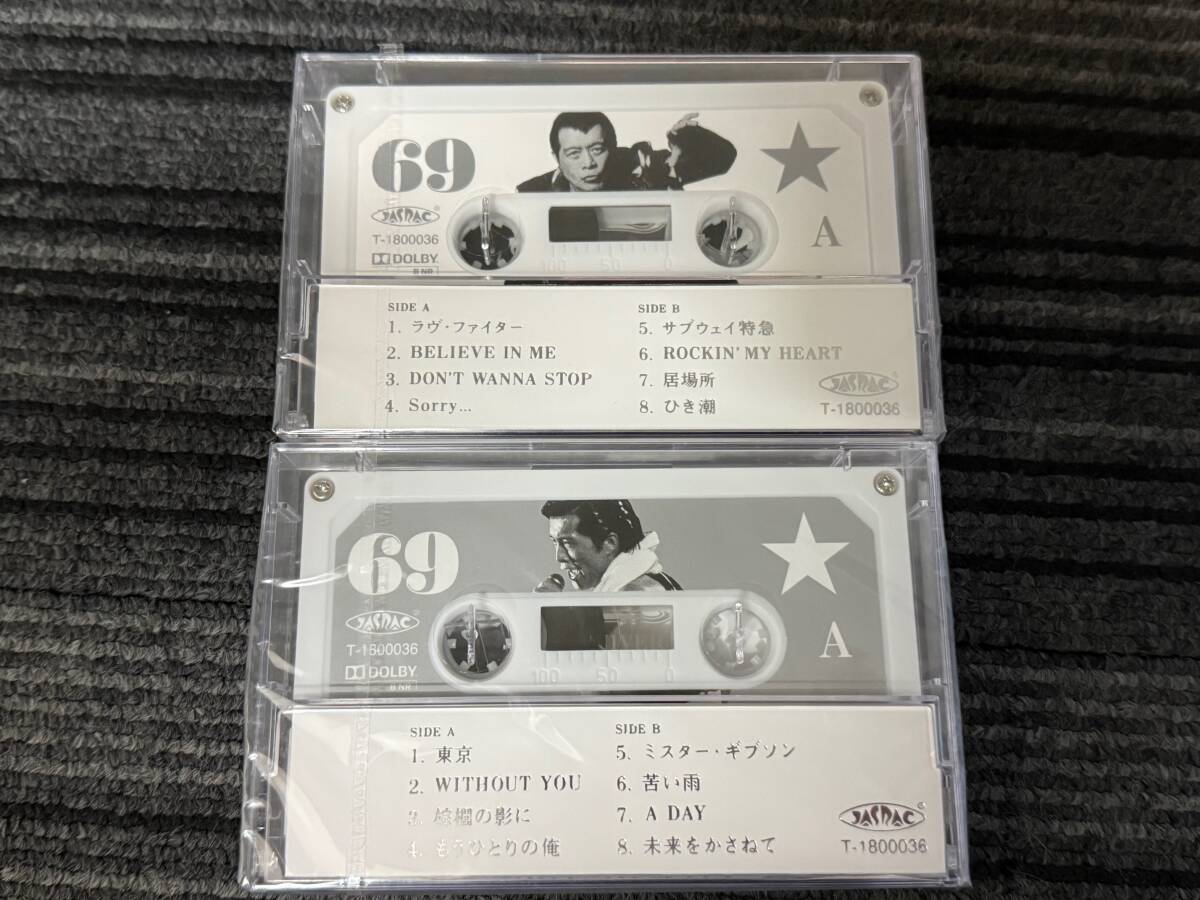 69
JASRAC
T-1800036
DOLBY
B NR
A
100 50 0
SIDE A
1. ラヴ・ファイター
2. BELIEVE IN ME
3. DON'T WANNA STOP
4. Sorry...
SIDE B
5. サブウェイ特急
6. ROCKIN' MY HEART
7. 居場所
8. ひき潮
JASRAC
T-1800036
69
JASRAC
T-1800036
DOLBY
B NR
A
100 50 0
SIDE A
1. 東京
2. WITHOUT YOU
3. 棕櫚の影に
4. もうひとりの俺
SIDE B
5. ミスター・ギブソン
6. 苦い雨
7. A DAY
8. 未来をかさねて
JASRAC
T-1800036